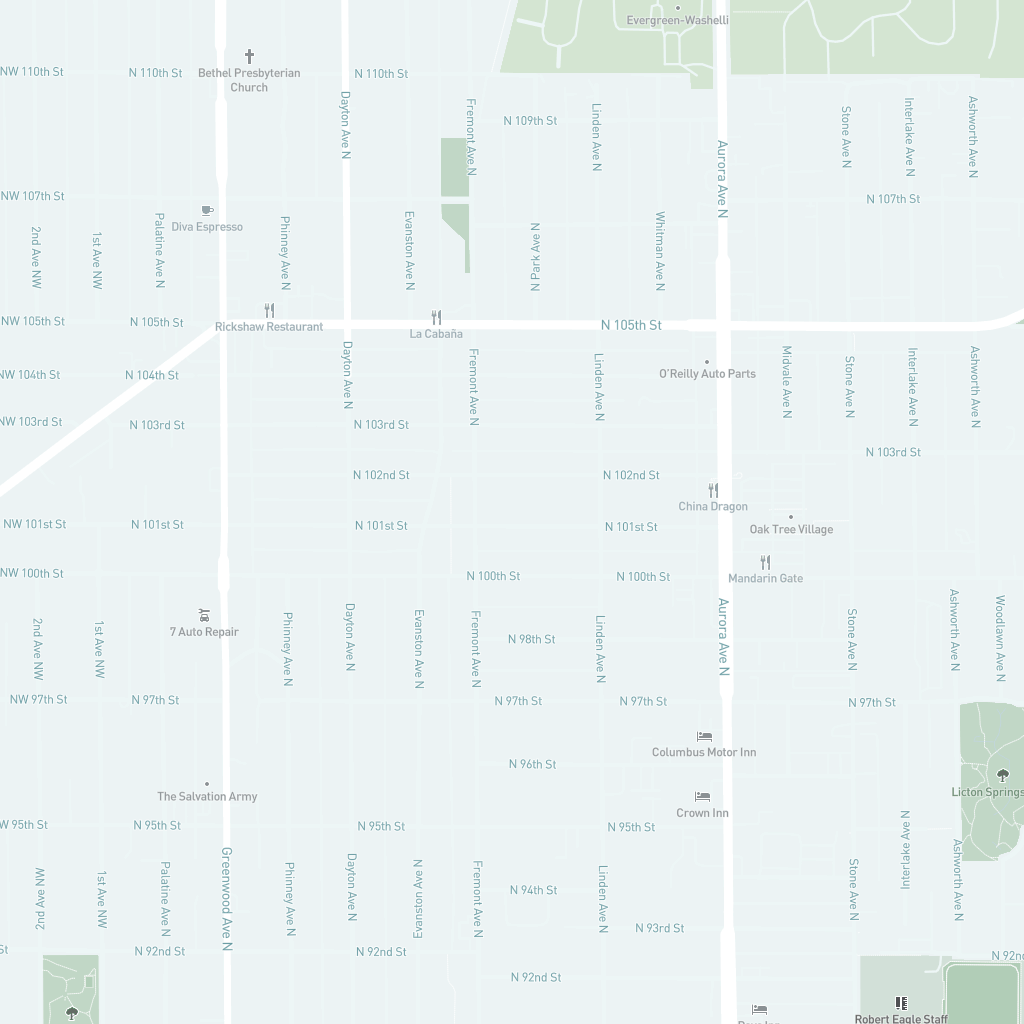 Evergreen-Washelli
NW 110th St
N 110th St
Bethel Presbyterian
Church
N 110th St
Dayton Ave N
Fremont Ave N
N 109th St
Linden Ave N
Aurora Ave N
Stone Ave N
Interlake Ave N
Ashworth Ave N
NW 107th St
N 107th St
Diva Espresso
2nd Ave NW
1st Ave NW
Palatine Ave N
Phinney Ave N
Evanston Ave N
N Park Ave N
Whitman Ave N
NW 105th St
N 105th St
Rickshaw Restaurant
La Cabaña
N 105th St
NW 104th St
N 104th St
Dayton Ave N
Fremont Ave N
Linden Ave N
O'Reilly Auto Parts
Midvale Ave N
Stone Ave N
Interlake Ave N
Ashworth Ave N
NW 103rd St
N 103rd St
N 103rd St
N 103rd St
N 102nd St
N 102nd St
China Dragon
NW 101st St
N 101st St
N 101st St
N 101st St
Oak Tree Village
NW 100th St
N 100th St
N 100th St
Mandarin Gate
2nd Ave NW
1st Ave NW
7 Auto Repair
Phinney Ave N
Dayton Ave N
Evanston Ave N
Fremont Ave N
N 98th St
Linden Ave N
Aurora Ave N
Stone Ave N
Ashworth Ave N
Woodlawn Ave N
NW 97th St
N 97th St
N 97th St
N 97th St
N 97th St
Columbus Motor Inn
N 96th St
Licton Springs
The Salvation Army
Crown Inn
W 95th St
N 95th St
N 95th St
N 95th St
2nd Ave NW
1st Ave NW
Palatine Ave N
Greenwood Ave N
Phinney Ave N
Dayton Ave N
Evanston Ave N
Fremont Ave N
N 94th St
Linden Ave N
Stone Ave N
Interlake Ave N
Ashworth Ave N
N 93rd St
St
N 92nd St
N 92nd St
N 92nd St
N 92nd
Robert Eagle Staff